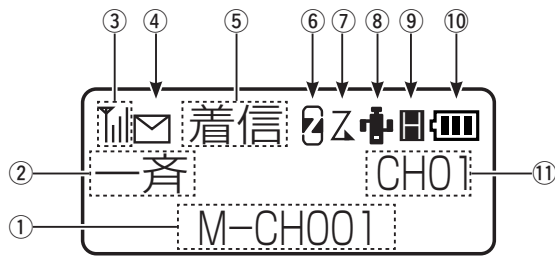 ③ ④ ⑤ ⑥ ⑦ ⑧ ⑨ ⑩
着信 Z Z H
② 一斉 CH01 ⑪
① M-CH001